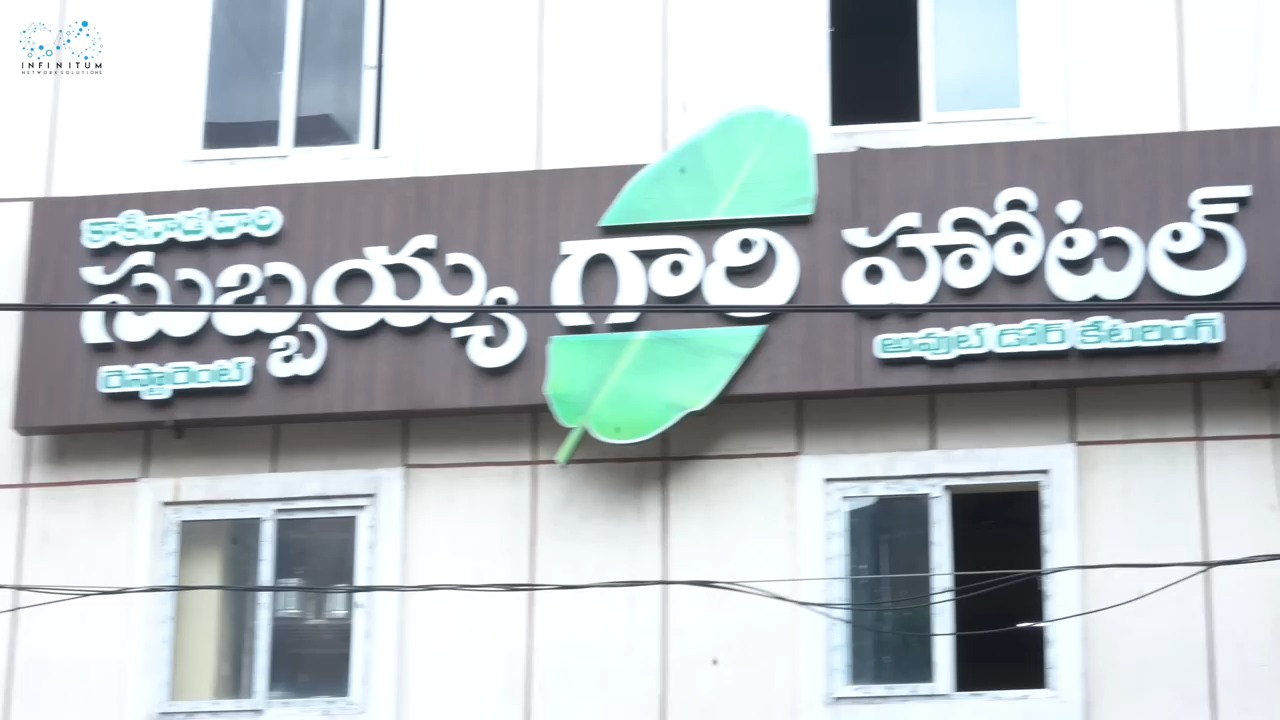 INFINITUM
NETWORK SOLUTIONS
కాకినాడ వారి
సుబ్బయ్య గారి హోటల్
రెస్టారెంట్
అవుట్ డోర్ కేటరింగ్